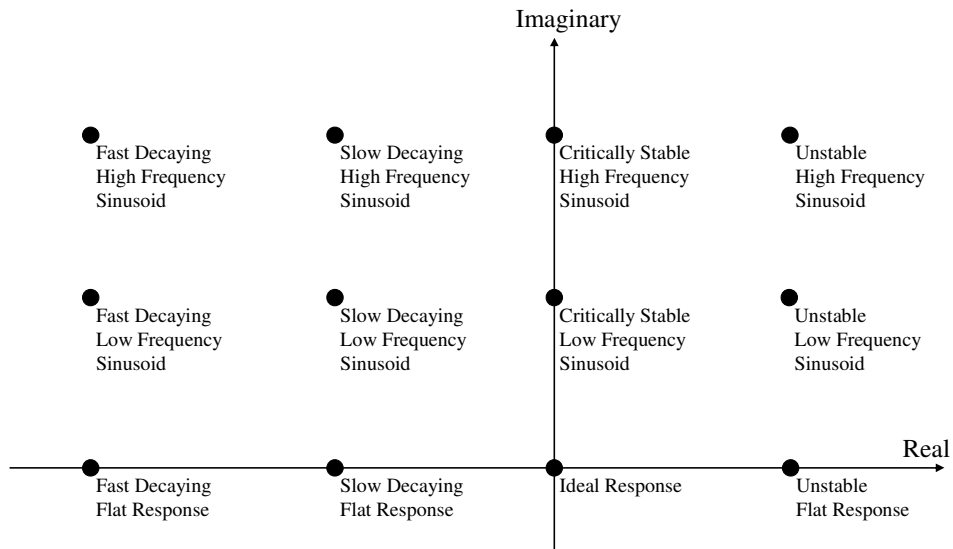 Imaginary
Fast Decaying
High Frequency
Sinusoid
Slow Decaying
High Frequency
Sinusoid
Critically Stable
High Frequency
Sinusoid
Unstable
High Frequency
Sinusoid
Fast Decaying
Low Frequency
Sinusoid
Slow Decaying
Low Frequency
Sinusoid
Critically Stable
Low Frequency
Sinusoid
Unstable
Low Frequency
Sinusoid
Real
Fast Decaying
Flat Response
Slow Decaying
Flat Response
Ideal Response
Unstable
Flat Response